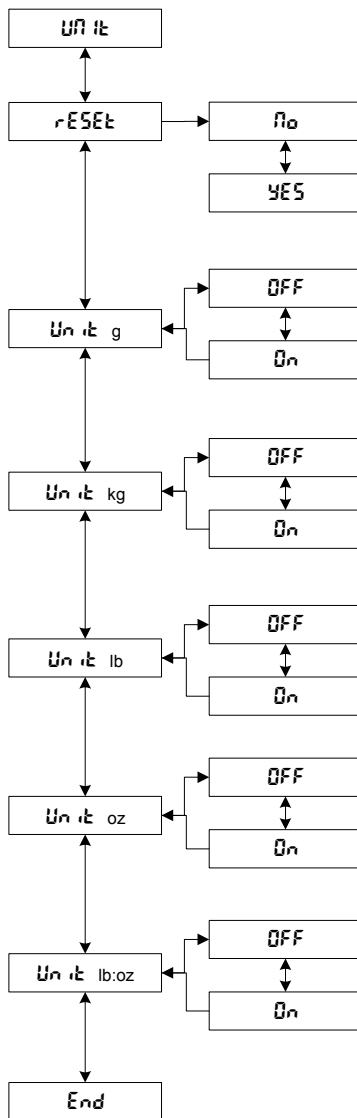 UNIt
rESEt
No
YES
OFF
Unit g
On
OFF
Unit kg
On
OFF
Unit lb
On
OFF
Unit oz
On
OFF
Unit lb:oz
On
End